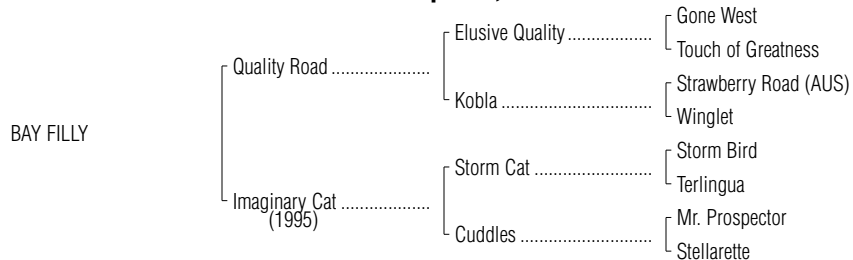 Gone West
Elusive Quality ..................
Touch of Greatness
Quality Road .....................
Strawberry Road (AUS)
Kobla ................................
Winglet
BAY FILLY
Storm Bird
Storm Cat .........................
Terlingua
Imaginary Cat ...................
(1995)
Mr. Prospector
Cuddles ............................
Stellarette